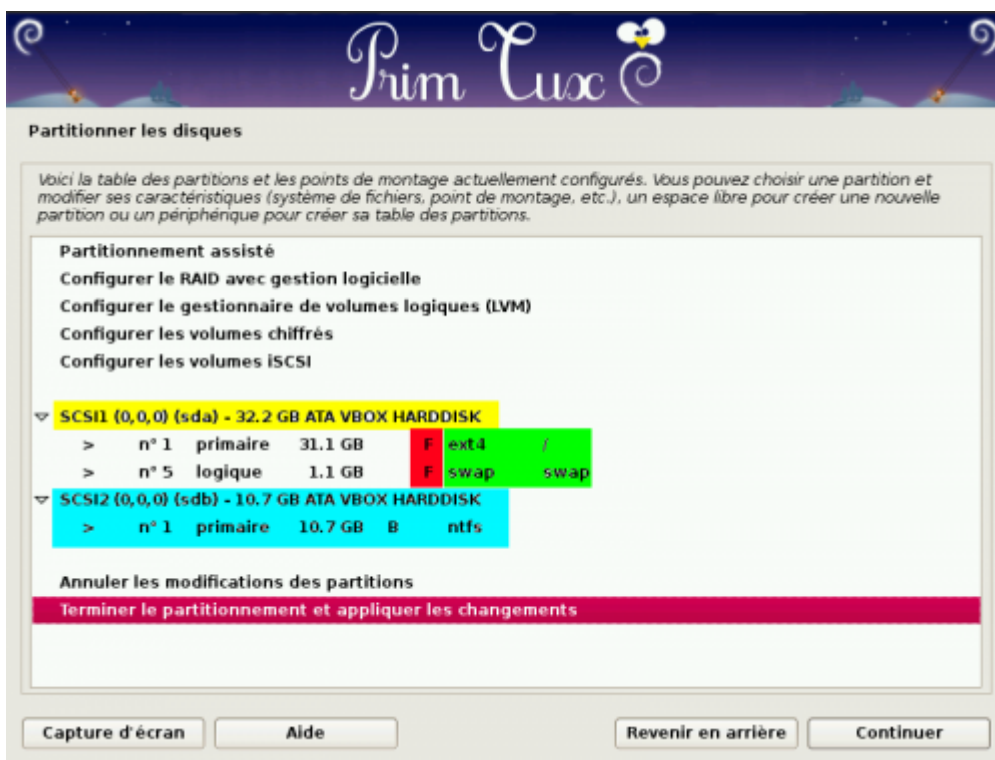 Prim Tux
Partitionner les disques
Voici la table des partitions et les points de montage actuellement configurés. Vous pouvez choisir une partition et
modifier ses caractéristiques (système de fichiers, point de montage, etc.), un espace libre pour créer une nouvelle
partition ou un périphérique pour créer sa table des partitions.
Partitionnement assisté
Configurer le RAID avec gestion logicielle
Configurer le gestionnaire de volumes logiques (LVM)
Configurer les volumes chiffrés
Configurer les volumes iSCSI
SCSI1 (0,0,0) (sda) - 32.2 GB ATA VBOX HARDDISK
> n° 1 primaire 31.1 GB F ext4 /
> n° 5 logique 1.1 GB F swap swap
SCSI2 (0,0,0) (sdb) - 10.7 GB ATA VBOX HARDDISK
> n° 1 primaire 10.7 GB B ntfs
Annuler les modifications des partitions
Terminer le partitionnement et appliquer les changements
Capture d'écran Aide Revenir en arrière Continuer